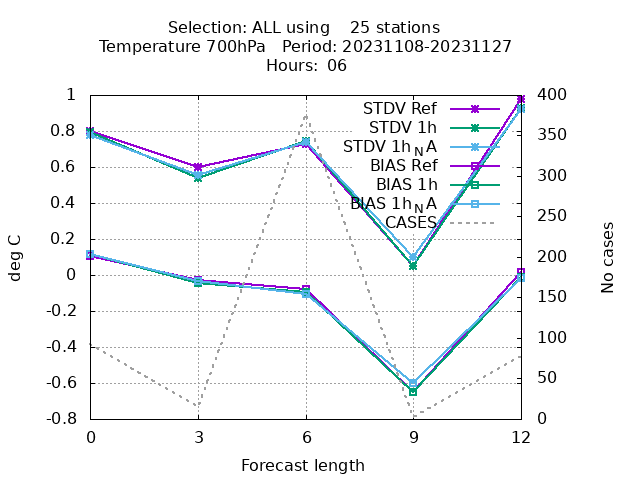 Selection: ALL using    25 stations
Temperature 700hPa   Period: 20231108-20231127
Hours: 06
1
0.8
0.6
0.4
0.2
0
-0.2
-0.4
-0.6
-0.8
deg C
STDV Ref
STDV 1h
STDV 1hNA
BIAS Ref
BIAS 1h
BIAS 1hNA
CASES
400
350
300
250
200
150
100
50
0
No cases
0 3 6 9 12
Forecast length